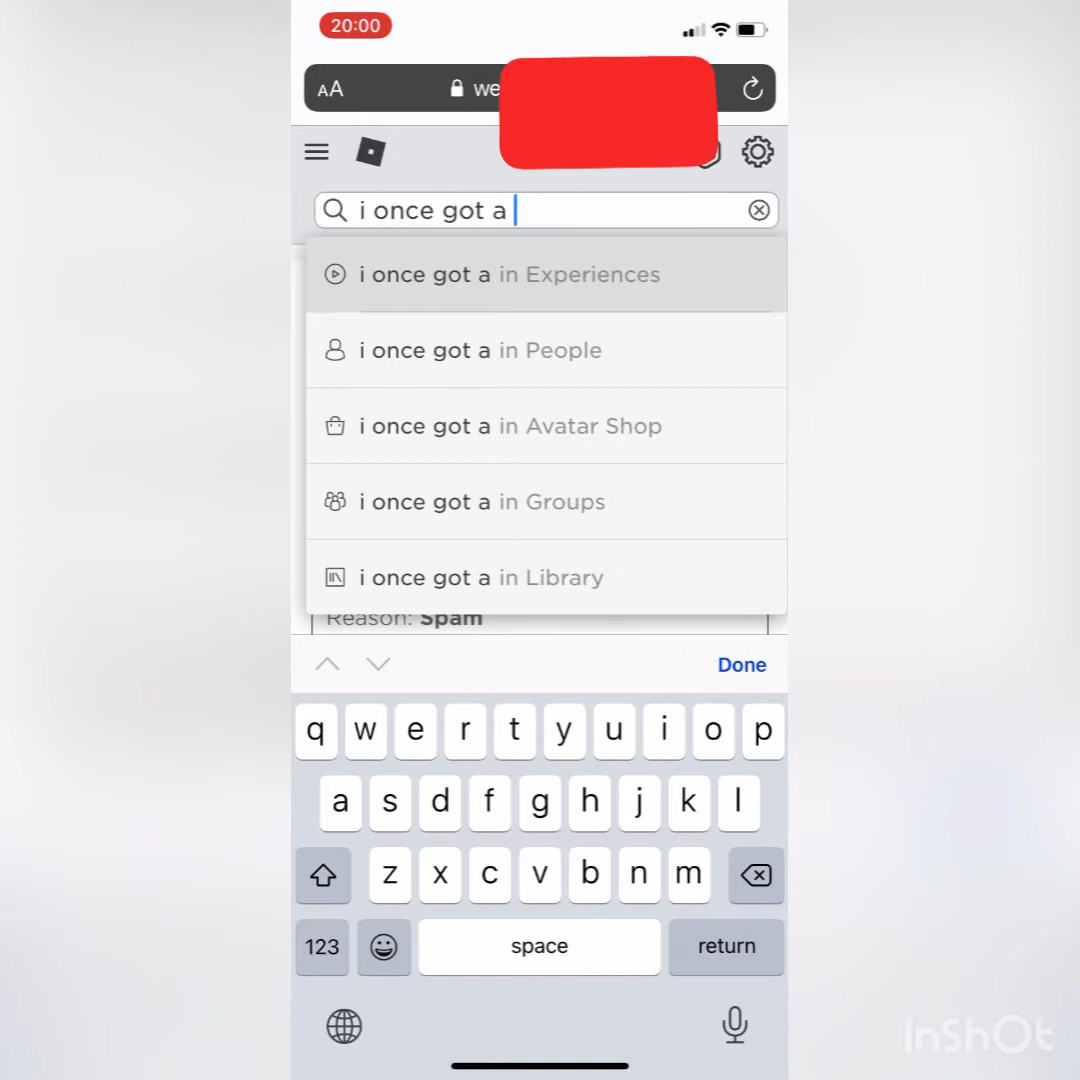 20:00
AA we
i once got a
i once got a in Experiences
i once got a in People
i once got a in Avatar Shop
i once got a in Groups
i once got a in Library
Reason: Spam
Done
q w e r t y u i o p
a s d f g h j k l
z x c v b n m
123 space return
InShOt